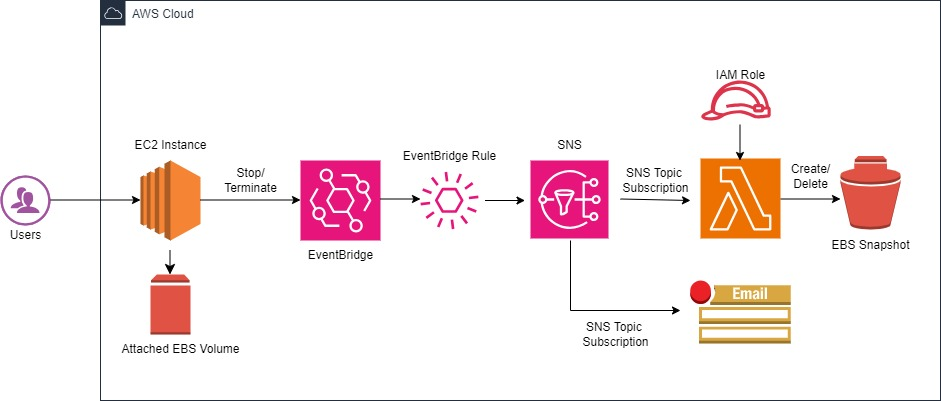 AWS Cloud
IAM Role
EC2 Instance
SNS
EventBridge Rule
Stop/
Terminate
SNS Topic
Subscription
Create/
Delete
Users
EventBridge
EBS Snapshot
Email
Attached EBS Volume
SNS Topic
Subscription